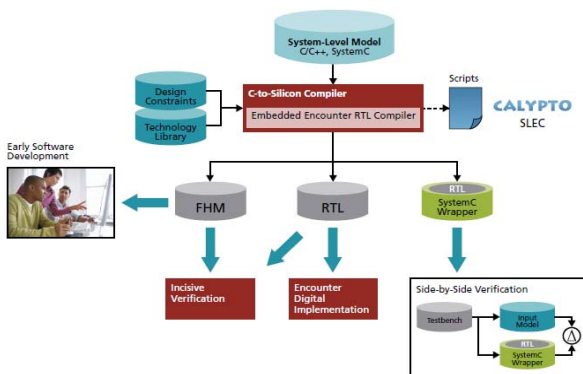 System-Level Model
C/C++, SystemC
Design
Constraints
Technology
Library
C-to-Silicon Compiler
Embedded Encounter RTL Compiler
Scripts
CALYPTO
SLEC
Early Software
Development
FHM
RTL
RTL
SystemC
Wrapper
Incisive
Verification
Encounter
Digital
Implementation
Side-by-Side Verification
Testbench
Input
Model
RTL
SystemC
Wrapper
Δ